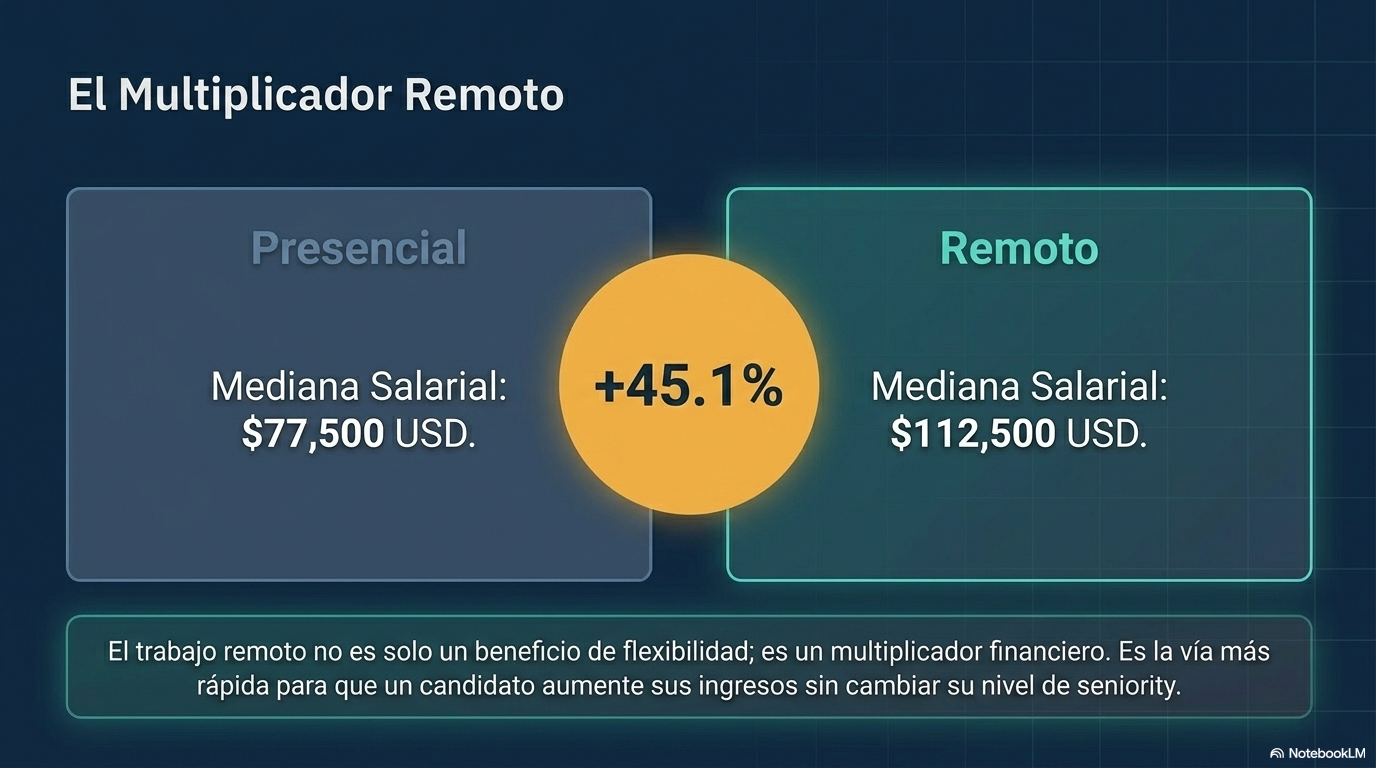 El Multiplicador Remoto
Presencial
Mediana Salarial:
$77,500 USD.
+45.1%
Remoto
Mediana Salarial:
$112,500 USD.
El trabajo remoto no es solo un beneficio de flexibilidad; es un multiplicador financiero. Es la vía más
rápida para que un candidato aumente sus ingresos sin cambiar su nivel de seniority.
NotebookLM